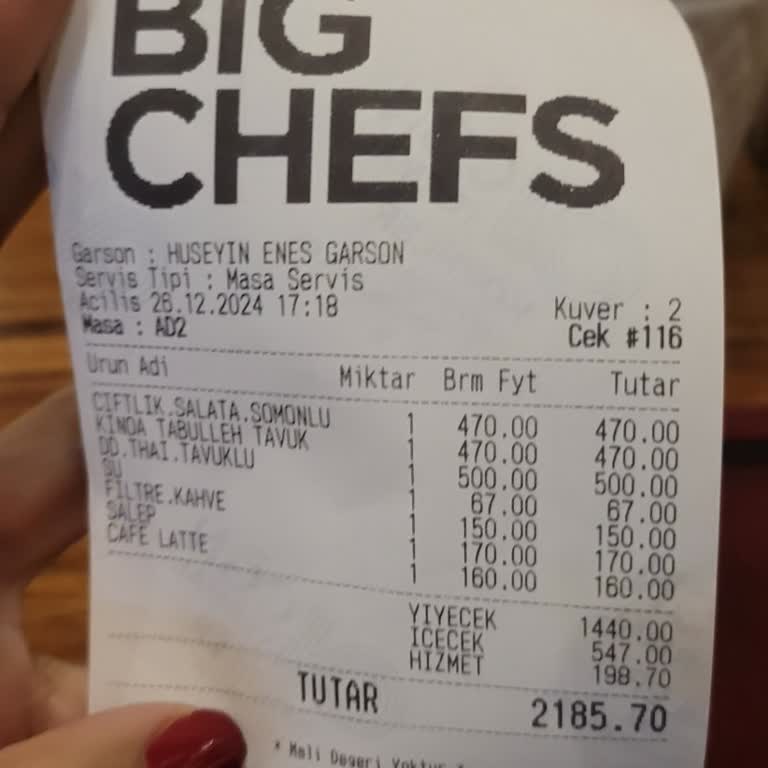 BIG
CHEFS
Garson : HUSEYIN ENES GARSON
Servis Tipi : Masa Servis
Acilis 26.12.2024 17:18 Kuver : 2
Masa : AD2 Cek #116
Urun Adi Miktar Brm Fyt Tutar
CIFTLIK.SALATA.SOMONLU 1 470.00 470.00
KINOA TABULLEH TAVUK 1 470.00 470.00
DD.THAI.TAVUKLU 1 500.00 500.00
SU 1 67.00 67.00
FILTRE.KAHVE 1 150.00 150.00
SALEP 1 170.00 170.00
CAFE LATTE 1 160.00 160.00
YIYECEK 1440.00
ICECEK 547.00
HIZMET 198.70
TUTAR 2185.70
* Mali Degeri Yoktur